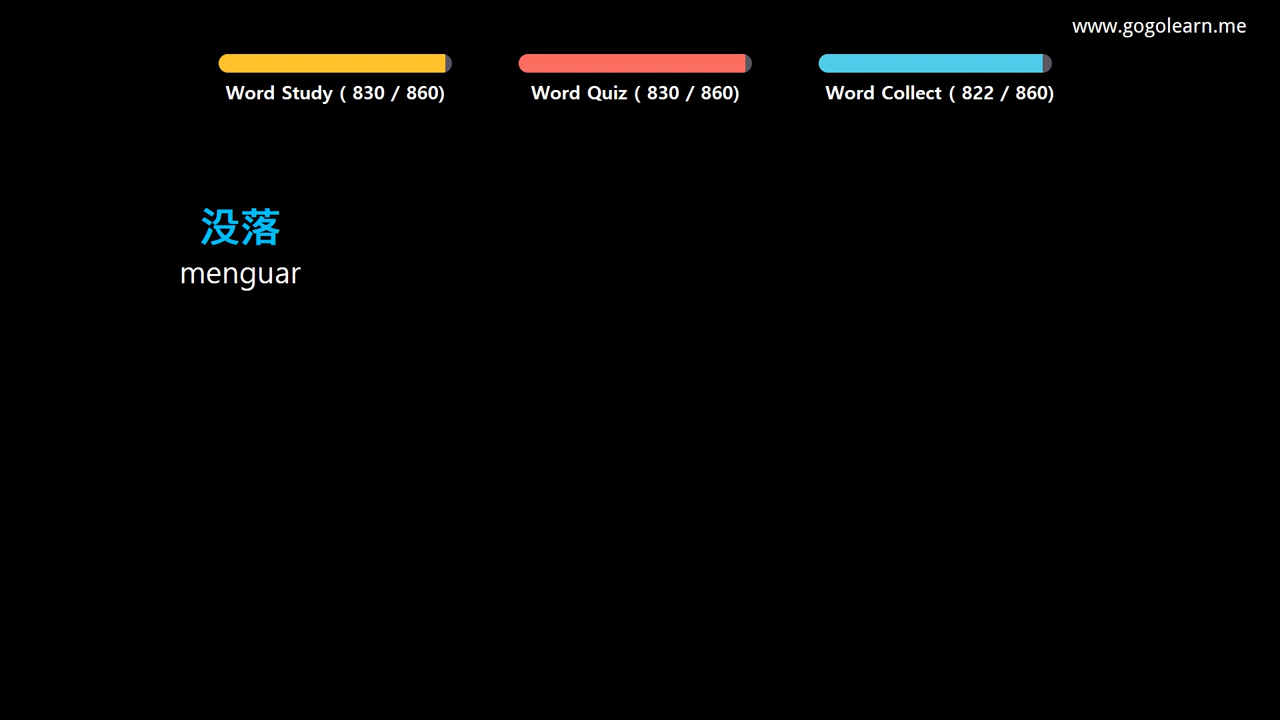 www.gogolearn.me
Word Study ( 830 / 860)
Word Quiz ( 830 / 860)
Word Collect ( 822 / 860)
没落
menguar